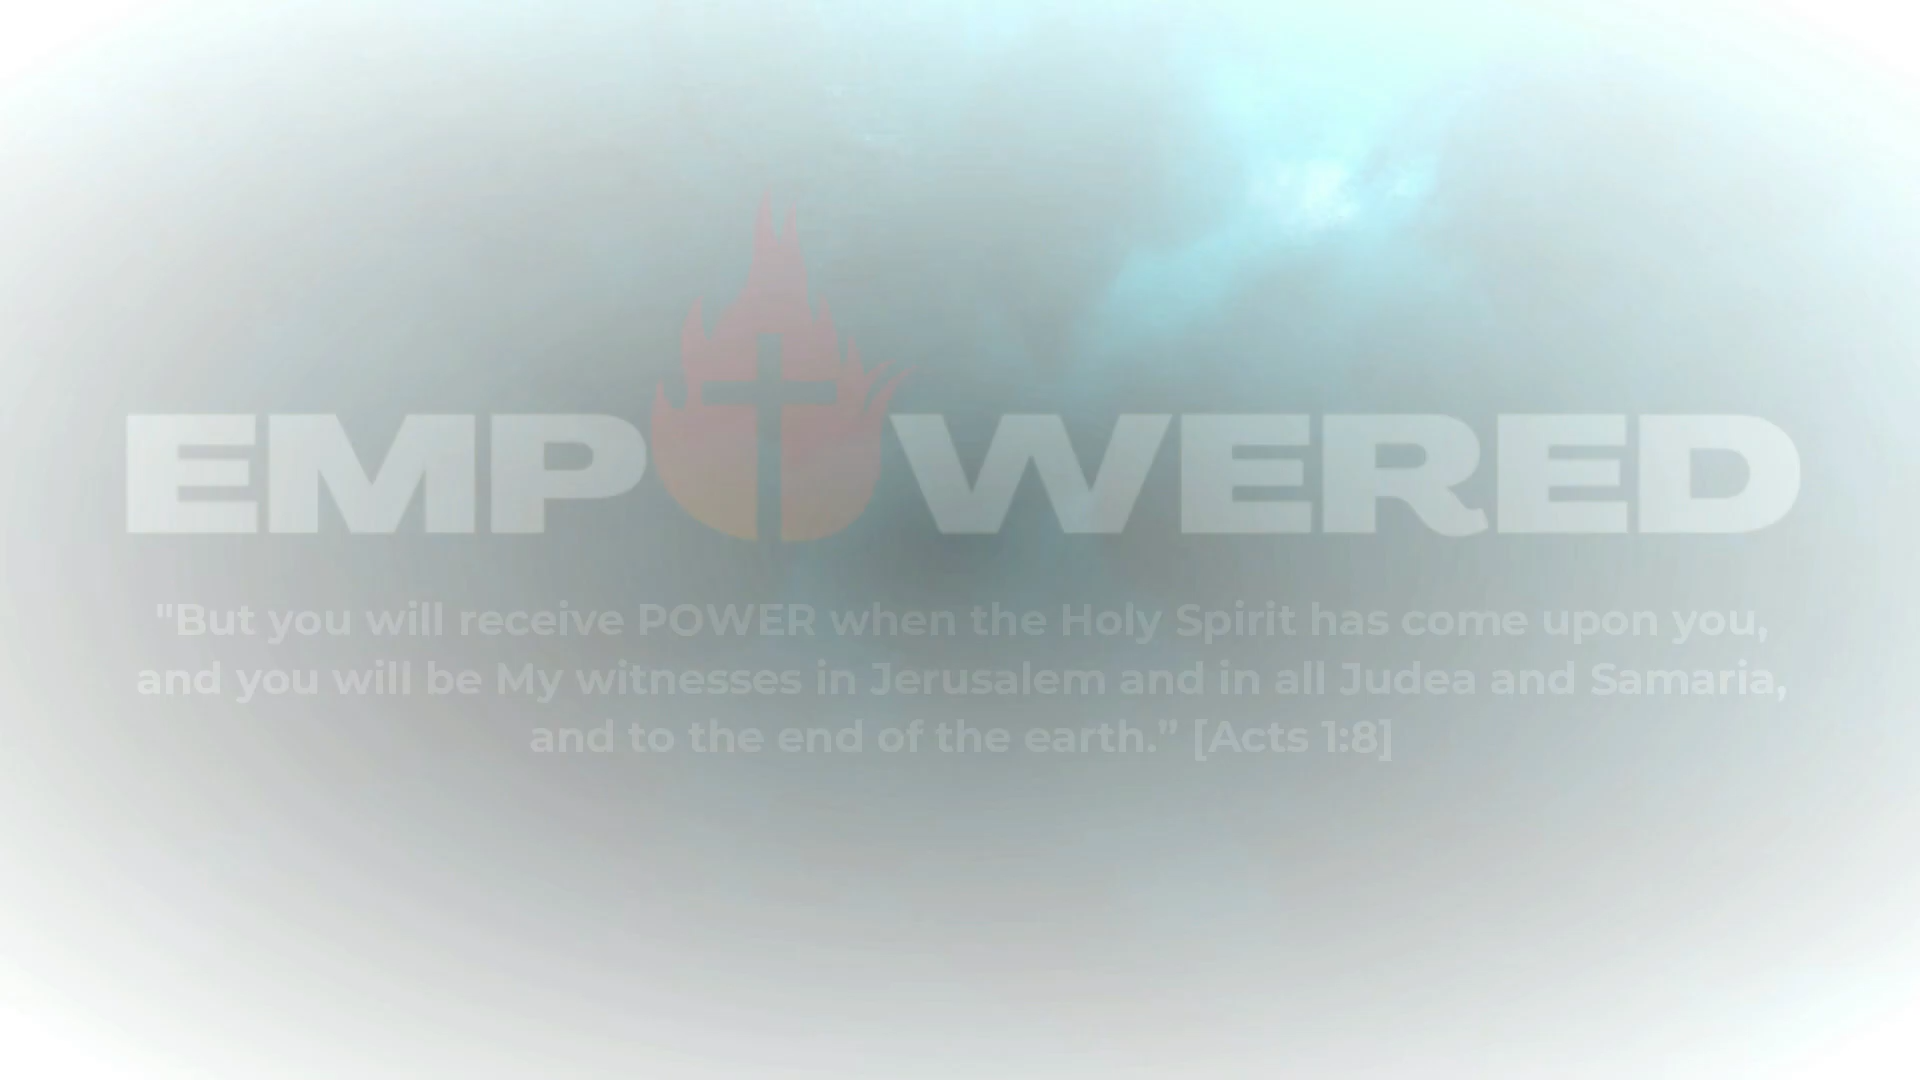 EMPOWERED
"But you will receive POWER when the Holy Spirit has come upon you,
and you will be My witnesses in Jerusalem and in all Judea and Samaria,
and to the end of the earth.” [Acts 1:8]